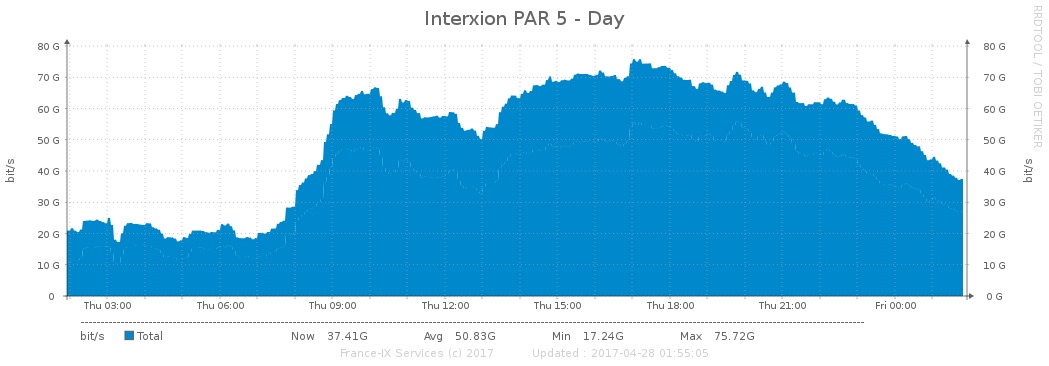 Interxion PAR 5 - Day
RRDTOOL / TOBI OETIKER
bit/s
80 G 80 G
70 G 70 G
60 G 60 G
50 G 50 G
40 G 40 G
30 G 30 G
20 G 20 G
10 G 10 G
0 0 G
bit/s
Thu 03:00 Thu 06:00 Thu 09:00 Thu 12:00 Thu 15:00 Thu 18:00 Thu 21:00 Fri 00:00
bit/s Total Now 37.41G Avg 50.83G Min 17.24G Max 75.72G
France-IX Services (c) 2017 Updated : 2017-04-28 01:55:05